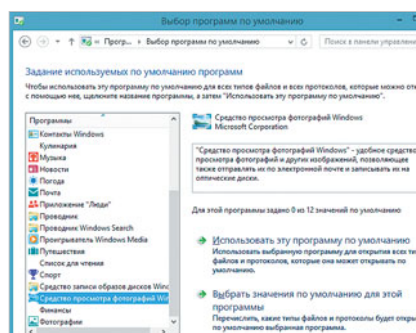 Выбор программ по умолчанию
« Прогр... › Выбор программ по умолчанию
Поиск в панели управлен
Задание используемых по умолчанию программ
Чтобы использовать эту программу по умолчанию для всех типов файлов и всех протоколов, которые можно отк
с помощью нее, щелкните название программы, а затем "Использовать эту программу по умолчанию".
Программы
Контакты Windows
Кулинария
Музыка
Новости
Погода
Почта
Приложение "Люди"
Проводник
Проводник Windows Search
Проигрыватель Windows Media
Путешествия
Список для чтения
Спорт
Средство записи образов дисков Winc
Средство просмотра фотографий Wir
Финансы
Фотографии
Средство просмотра фотографий Windows
Microsoft Corporation
"Средство просмотра фотографий Windows" - удобное средство
просмотра фотографий и других изображений, позволяющее
также отправлять их по электронной почте и записывать их на
оптические диски.
Для этой программы задано 0 из 12 значений по умолчанию
Использовать эту программу по умолчанию
Использовать выбранную программу для открытия всех ти
файлов и протоколов, которые она может открывать по
умолчанию.
Выбрать значения по умолчанию для этой
программы
Перечислить, какие типы файлов и протоколы будет откры
по умолчанию выбранная программа.